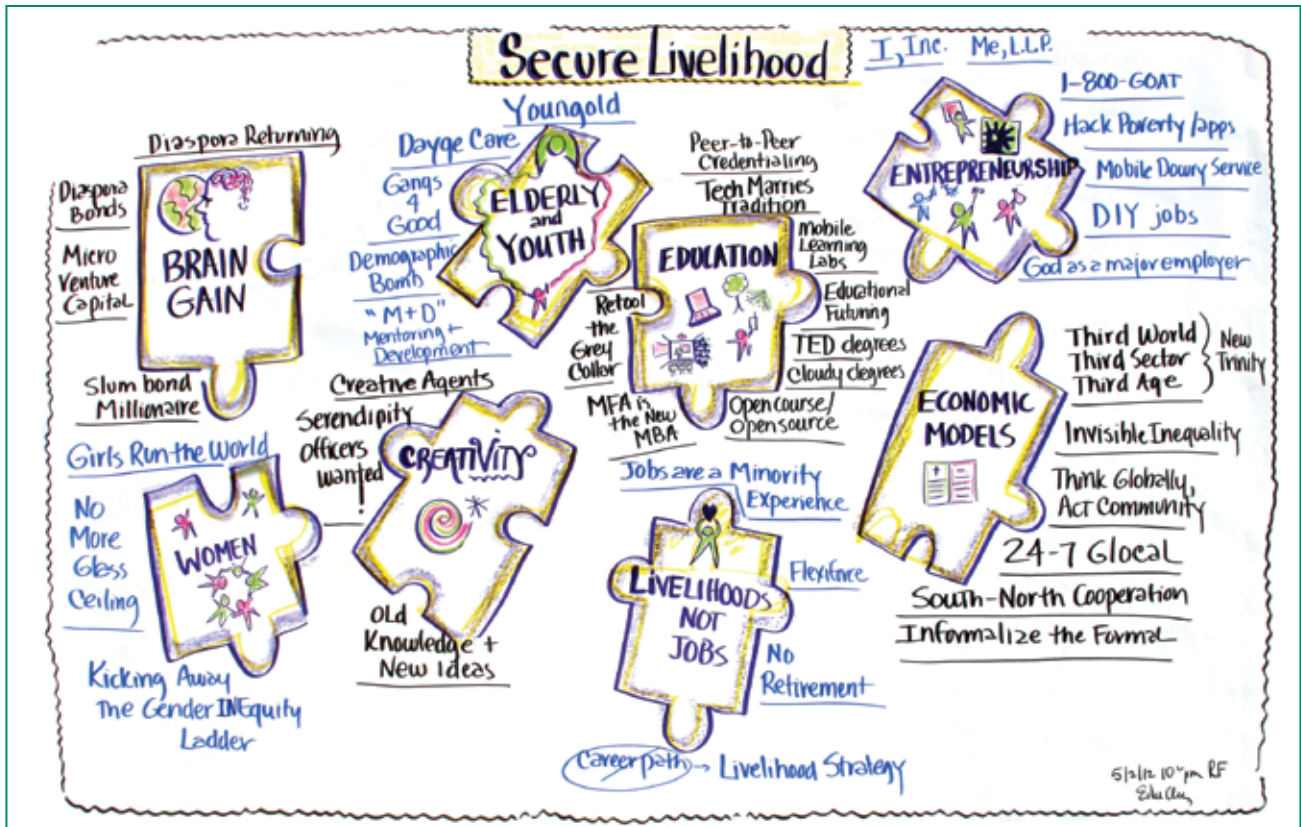 Secure Livelihood
I, Inc.
Me, L.L.P.
Diaspora Returning
Diaspora
Bonds
Micro
Venture
Capital
BRAIN
GAIN
Slum bond
Millionaire
Youngold
Dayqe Care
Gangs
4
Good
Demographic
Bombs
"M+D"
Mentoring +
Development
ELDERLY
and
YOUTH
Peer-to-Peer
Credentialing
Tech Marries
Tradition
Mobile
Learning
Labs
Educational
Futuring
TED degrees
Cloudy degrees
Open course/
Open source
EDUCATION
Retool
the
Grey
Collar
MFA is
the New
MBA
ENTREPRENEURSHIP
1-800-GOAT
Hack Poverty/apps
Mobile Dowry Service
DIY jobs
God as a major employer
Girls Run the World
No
More
Glass
Ceiling
WOMEN
Kicking Away
The Gender INEquity
Ladder
Creative Agents
Serendipity
officers
wanted
!
CREATIVITY
Old
Knowledge +
New Ideas
Jobs are a Minority
Experience
Flexiforce
LIVELIHOODS
NOT
JOBS
No
Retirement
Career path → Livelihood Strategy
ECONOMIC
MODELS
Third World
Third Sector
Third Age
New
Trinity
Invisible Inequality
Think Globally,
Act Community
24-7 Glocal
South-North Cooperation
Informalize the Formal
RF